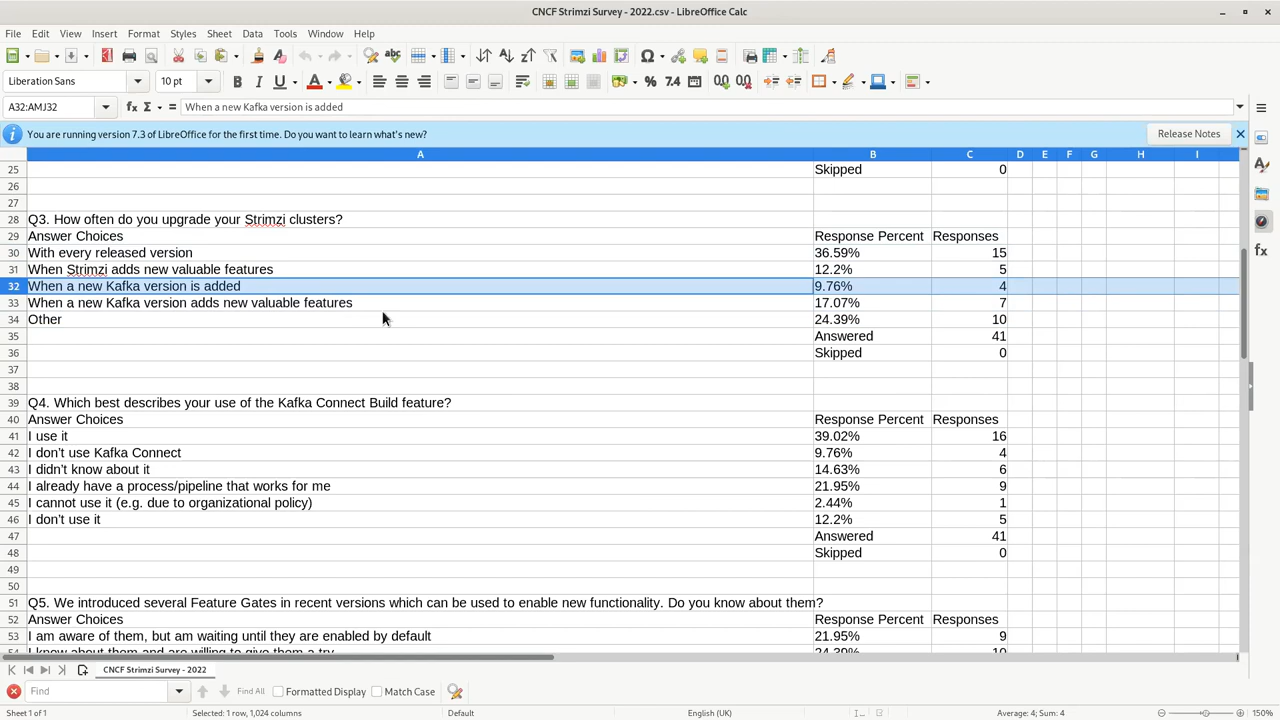 CNCF Strimzi Survey - 2022.csv - LibreOffice Calc
File Edit View Insert Format Styles Sheet Data Tools Window Help
Liberation Sans 10 pt
A32:AMJ32 When a new Kafka version is added
You are running version 7.3 of LibreOffice for the first time. Do you want to learn what's new? Release Notes
A B C D E F G H I
25 Skipped 0
26
27
28 Q3. How often do you upgrade your Strimzi clusters?
29 Answer Choices Response Percent Responses
30 With every released version 36.59% 15
31 When Strimzi adds new valuable features 12.2% 5
32 When a new Kafka version is added 9.76% 4
33 When a new Kafka version adds new valuable features 17.07% 7
34 Other 24.39% 10
35 Answered 41
36 Skipped 0
37
38
39 Q4. Which best describes your use of the Kafka Connect Build feature?
40 Answer Choices Response Percent Responses
41 I use it 39.02% 16
42 I don't use Kafka Connect 9.76% 4
43 I didn't know about it 14.63% 6
44 I already have a process/pipeline that works for me 21.95% 9
45 I cannot use it (e.g. due to organizational policy) 2.44% 1
46 I don't use it 12.2% 5
47 Answered 41
48 Skipped 0
49
50
51 Q5. We introduced several Feature Gates in recent versions which can be used to enable new functionality. Do you know about them?
52 Answer Choices Response Percent Responses
53 I am aware of them, but am waiting until they are enabled by default 21.95% 9
54 I know about them and are willing to give them a try 24.39% 10
CNCF Strimzi Survey - 2022
Find Find All Formatted Display Match Case
Sheet 1 of 1 Selected: 1 row, 1,024 columns Default English (UK) Average: 4; Sum: 4 150%